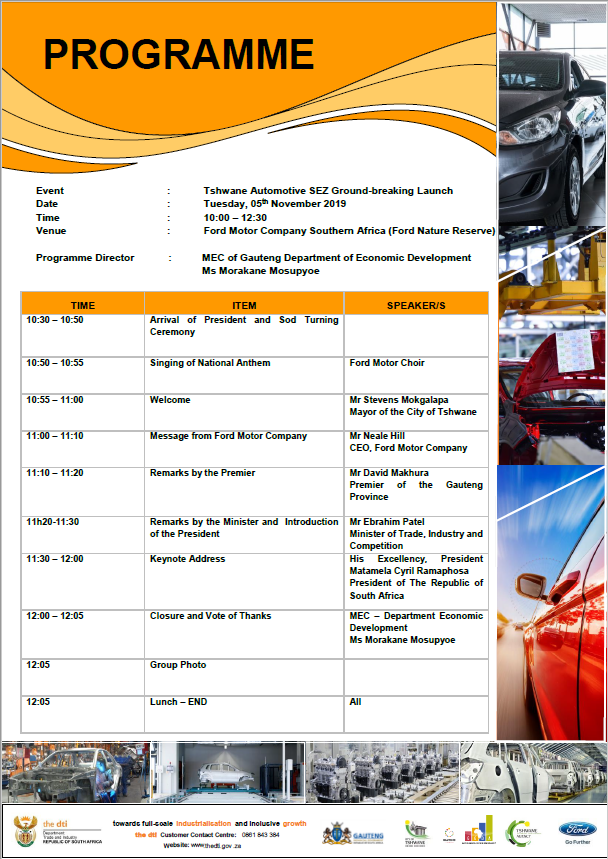 PROGRAMME
Event : Tshwane Automotive SEZ Ground-breaking Launch
Date : Tuesday, 05th November 2019
Time : 10:00 – 12:30
Venue : Ford Motor Company Southern Africa (Ford Nature Reserve)
Programme Director : MEC of Gauteng Department of Economic Development
Ms Morakane Mosupyoe
TIME ITEM SPEAKER/S
10:30 – 10:50 Arrival of President and Sod Turning
Ceremony
10:50 – 10:55 Singing of National Anthem Ford Motor Choir
10:55 – 11:00 Welcome Mr Stevens Mokgalapa
Mayor of the City of Tshwane
11:00 – 11:10 Message from Ford Motor Company Mr Neale Hill
CEO, Ford Motor Company
11:10 – 11:20 Remarks by the Premier Mr David Makhura
Premier of the Gauteng
Province
11h20-11:30 Remarks by the Minister and Introduction Mr Ebrahim Patel
of the President Minister of Trade, Industry and
Competition
11:30 – 12:00 Keynote Address His Excellency, President
Matamela Cyril Ramaphosa
President of The Republic of
South Africa
12:00 – 12:05 Closure and Vote of Thanks MEC – Department Economic
Development
Ms Morakane Mosupyoe
12:05 Group Photo
12:05 Lunch – END All
the dti
Department:
Trade and Industry
REPUBLIC OF SOUTH AFRICA
towards full-scale industrialisation and inclusive growth
the dti Customer Contact Centre: 0861 843 384
Website: www.thedti.gov.za
GAUTENG
TSHWANE
TSHWANE
Ford
Go Further